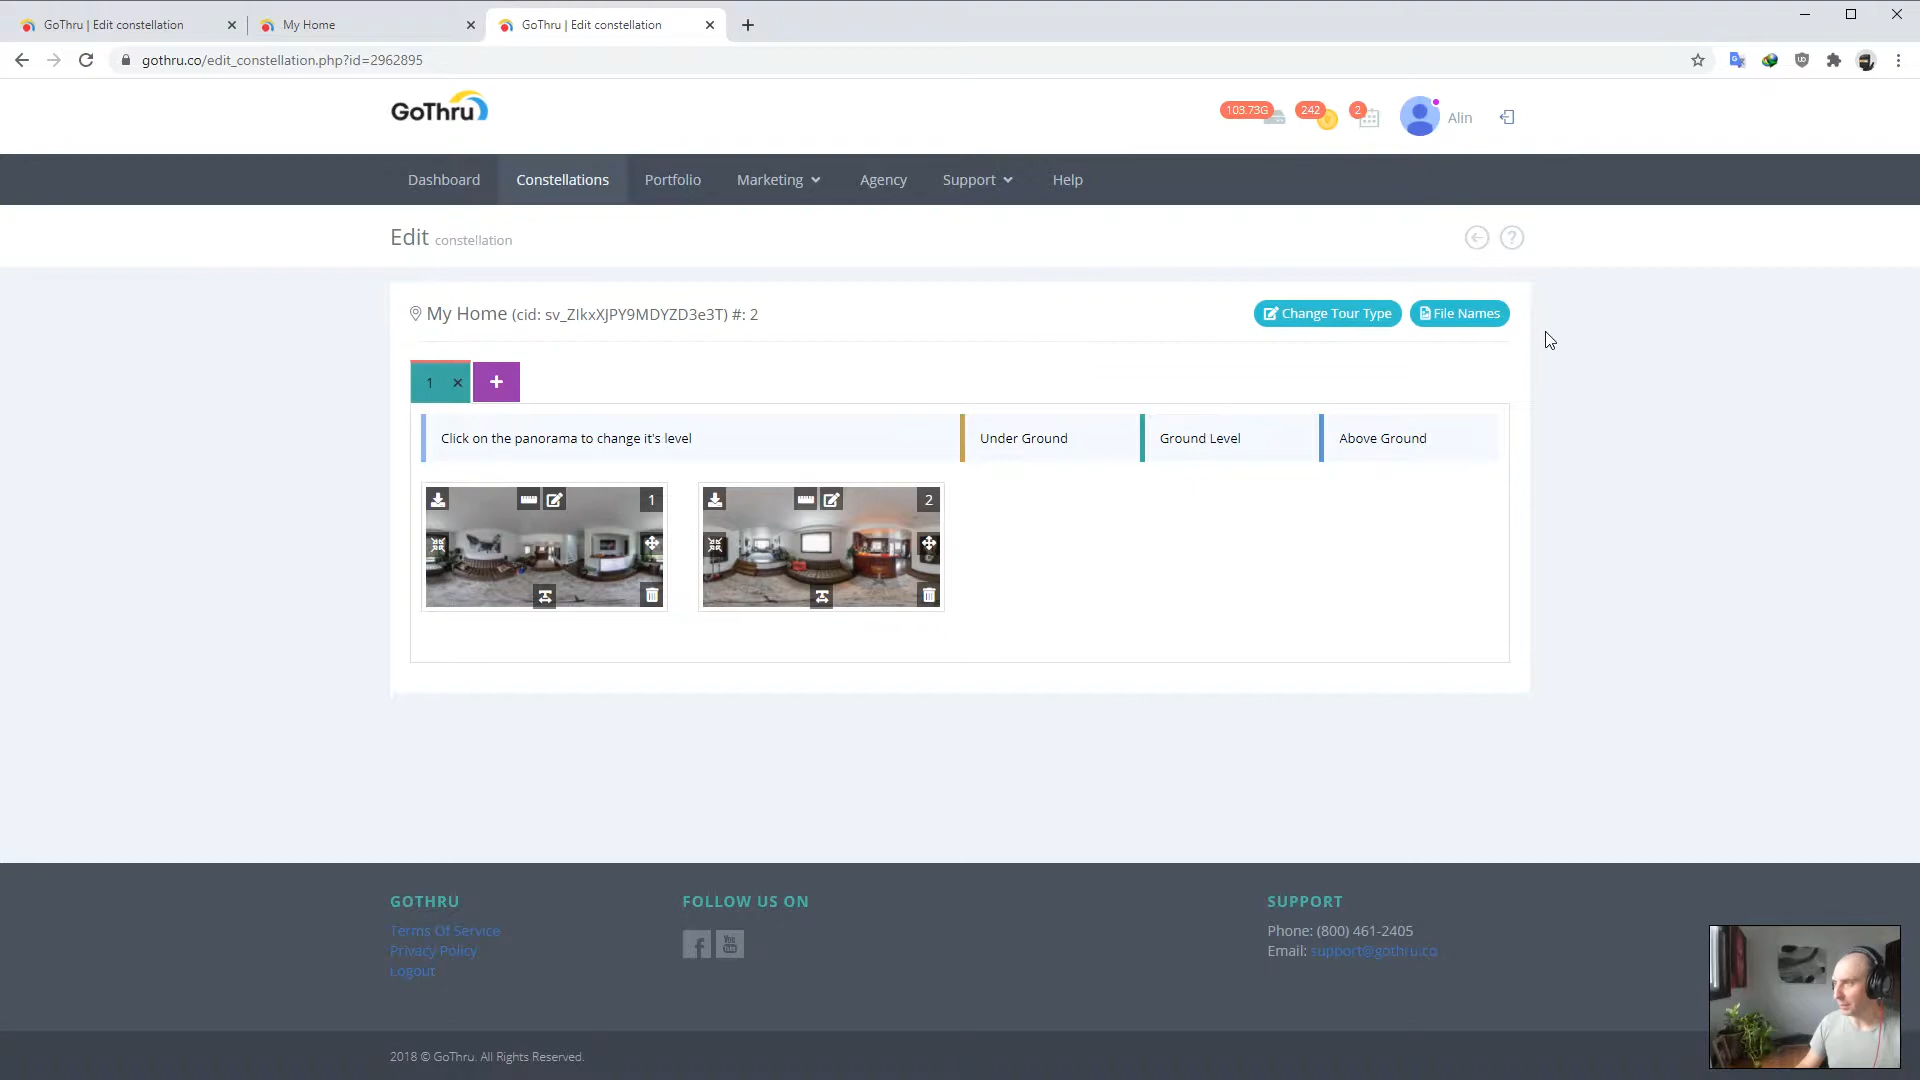 GoThru | Edit constellation
My Home
GoThru | Edit constellation
gothru.co/edit_constellation.php?id=2962895
GoThru
103.73G
242
2
Alin
Dashboard
Constellations
Portfolio
Marketing
Agency
Support
Help
Edit constellation
My Home (cid: sv_ZlkxXJPY9MDYZD3e3T) #: 2
Change Tour Type
File Names
1
Click on the panorama to change it's level
Under Ground
Ground Level
Above Ground
1
2
GOTHRU
FOLLOW US ON
SUPPORT
Terms Of Service
Privacy Policy
Logout
You Tube
Phone: (800) 461-2405
Email: support@gothru.co
2018 © GoThru. All Rights Reserved.